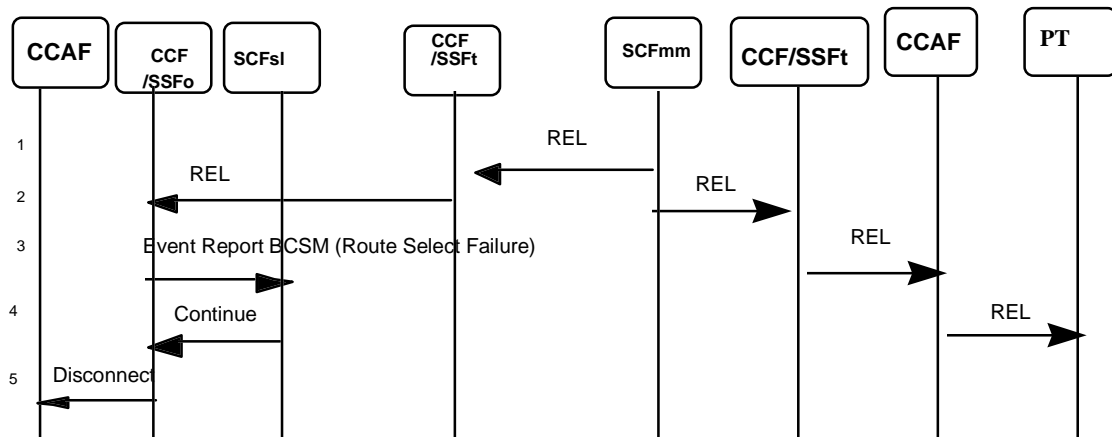 CCAF
CCF
/SSFo
SCFsl
CCF
/SSFt
SCFmm
CCF/SSFt
CCAF
PT
1
REL
REL
2
REL
3
Event Report BCSM (Route Select Failure)
REL
4
Continue
REL
5
Disconnect